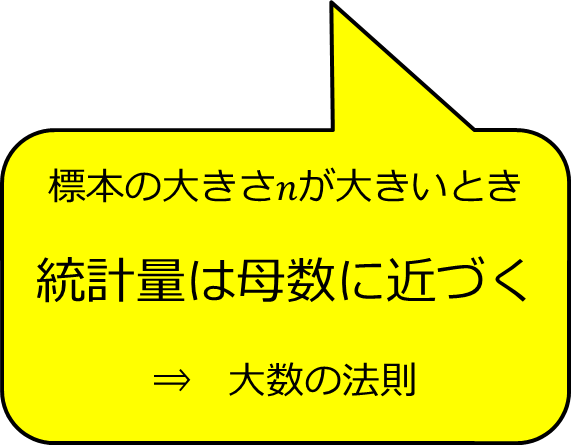 標本の大きさnが大きいとき
統計量は母数に近づく
⇒　大数の法則